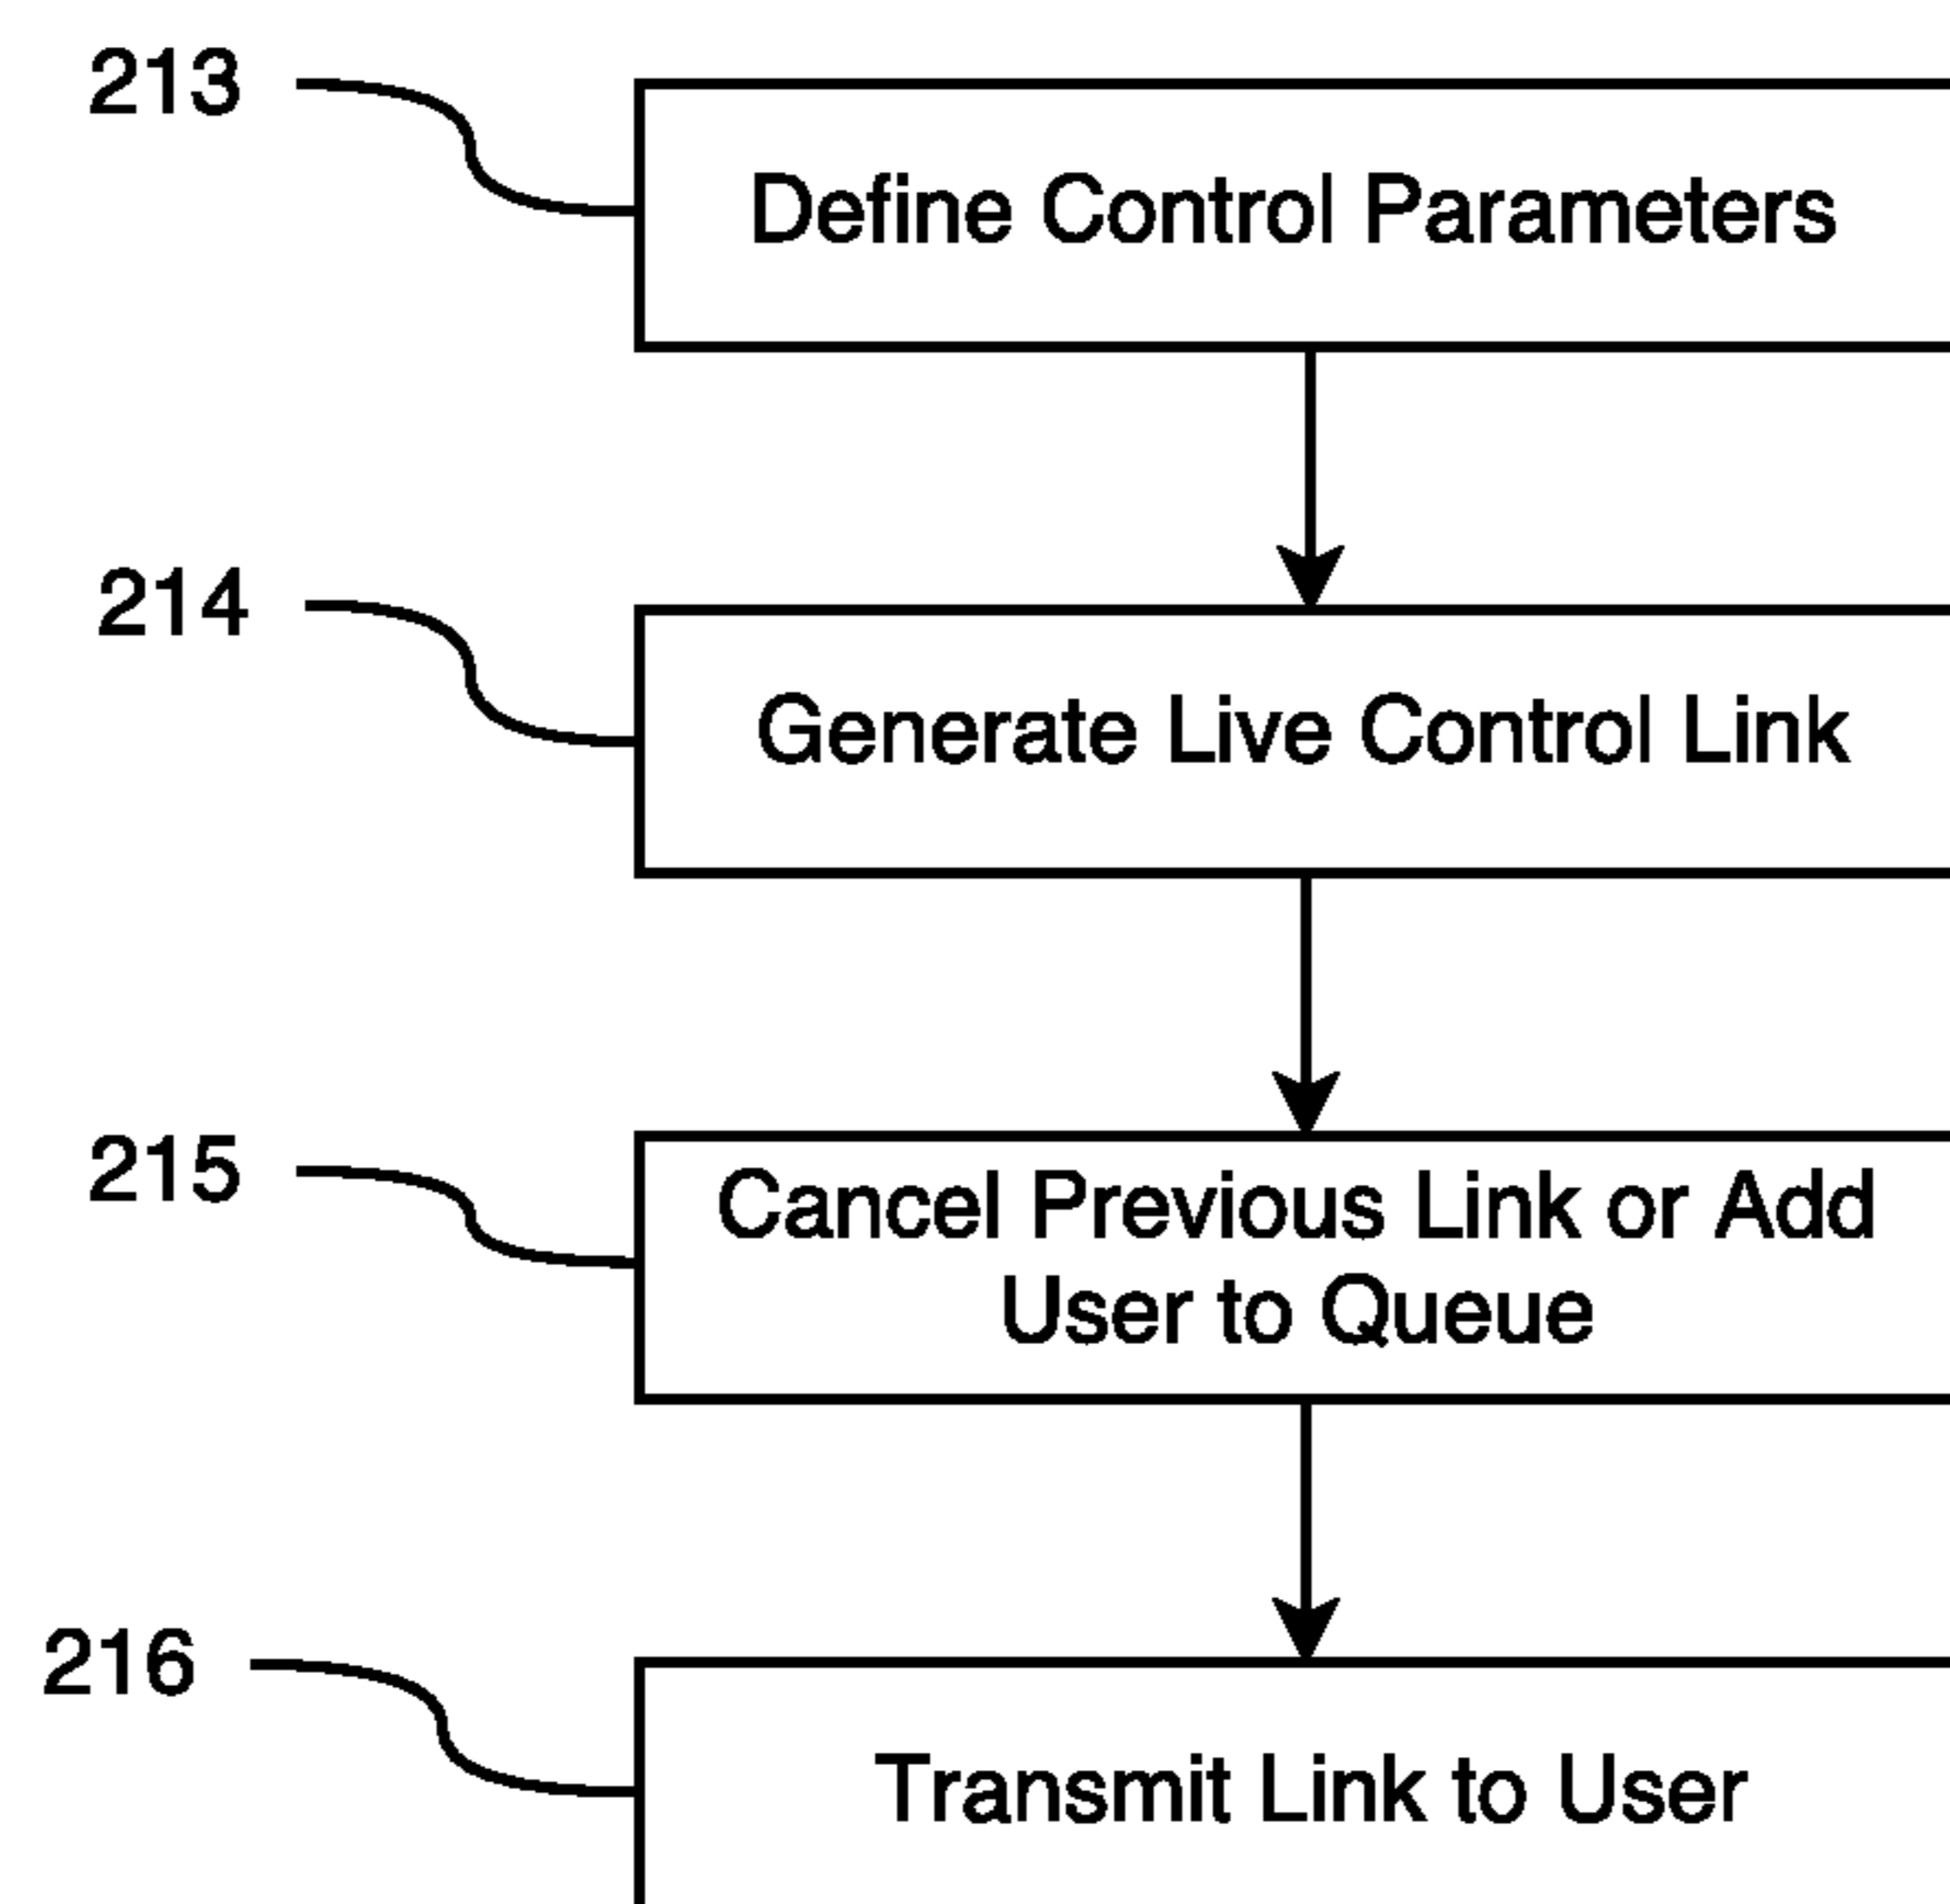 213
Define Control Parameters
214
Generate Live Control Link
215
Cancel Previous Link or Add
User to Queue
216
Transmit Link to User